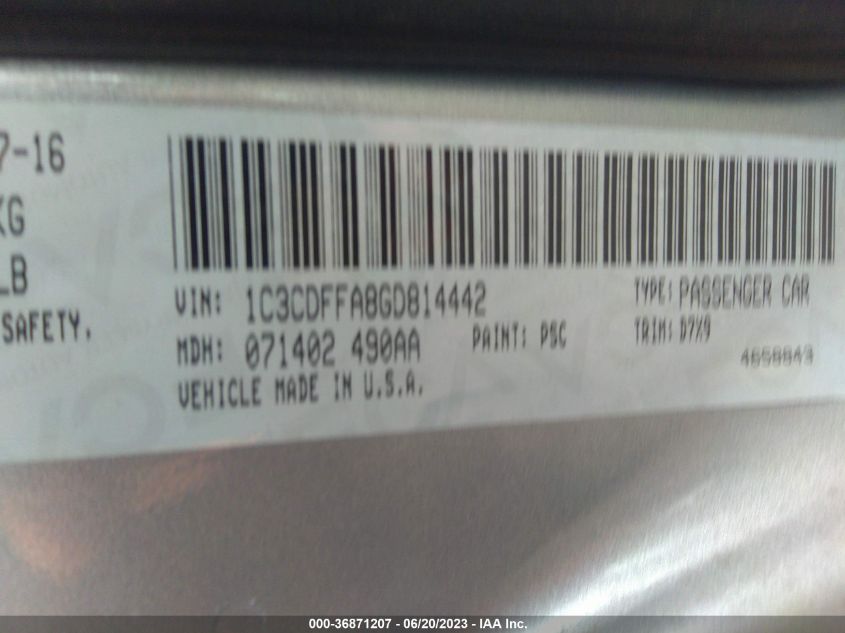 7-16
KG
LB
SAFETY.
VIN: 1C3CDFFA8GD814442
TYPE: PASSENGER CAR
MDH: 071402 490AA
PAINT: PSC
TRIM: D7X9
VEHICLE MADE IN U.S.A.
000-36871207 - 06/20/2023 - IAA Inc.